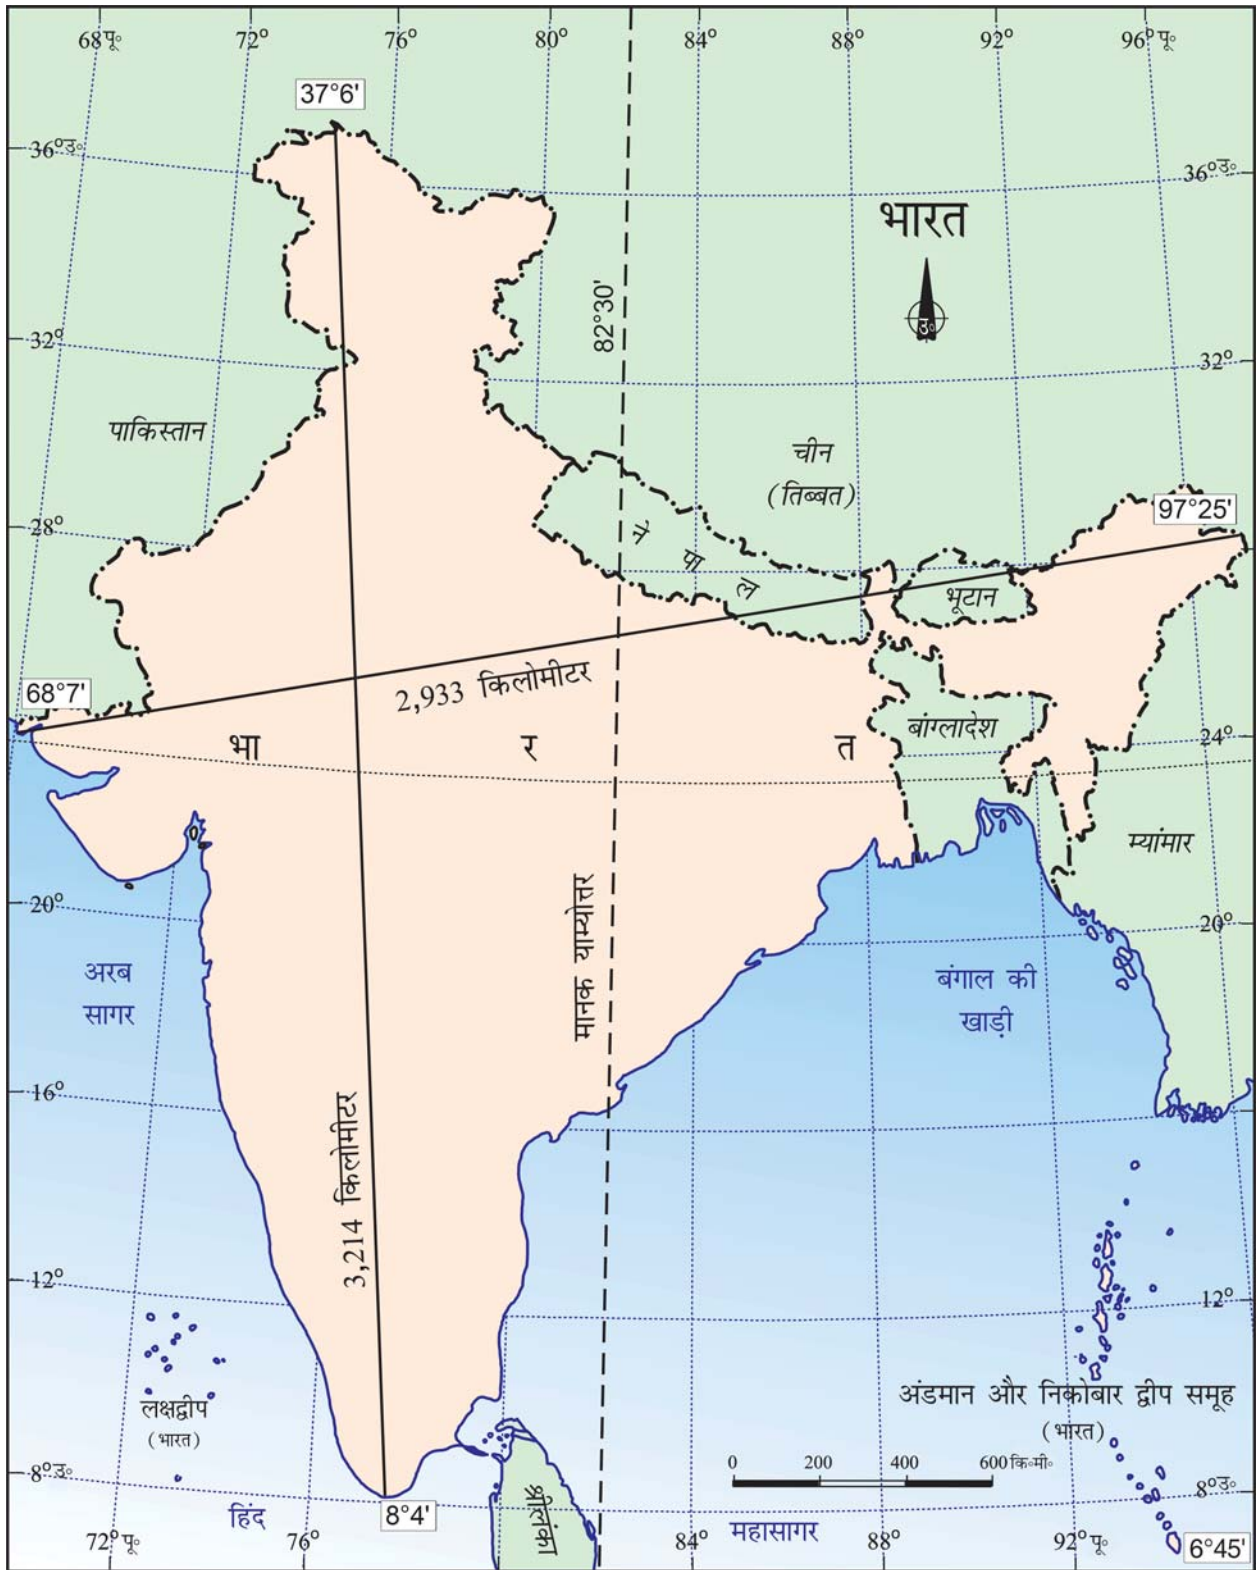 68°पू॰ 72° 76° 80° 84° 88° 92° 96°पू॰
37°6'
36°उ॰ 36°उ॰
भारत
उ॰
82°30'
32° 32°
पाकिस्तान
चीन
(तिब्बत)
97°25'
28°
नेपाल
भूटान
68°7'
2,933 किलोमीटर
बांग्लादेश
भारत
24°
म्यांमार
मानक याम्योत्तर
20° 20°
अरब
सागर
बंगाल की
खाड़ी
16°
3,214 किलोमीटर
12° 12°
लक्षद्वीप
(भारत)
अंडमान और निकोबार द्वीप समूह
(भारत)
0 200 400 600 कि॰मी॰
8°उ॰ 8°उ॰
8°4'
हिंद
श्रीलंका
महासागर
6°45'
72°पू॰ 76° 84° 88° 92°पू॰